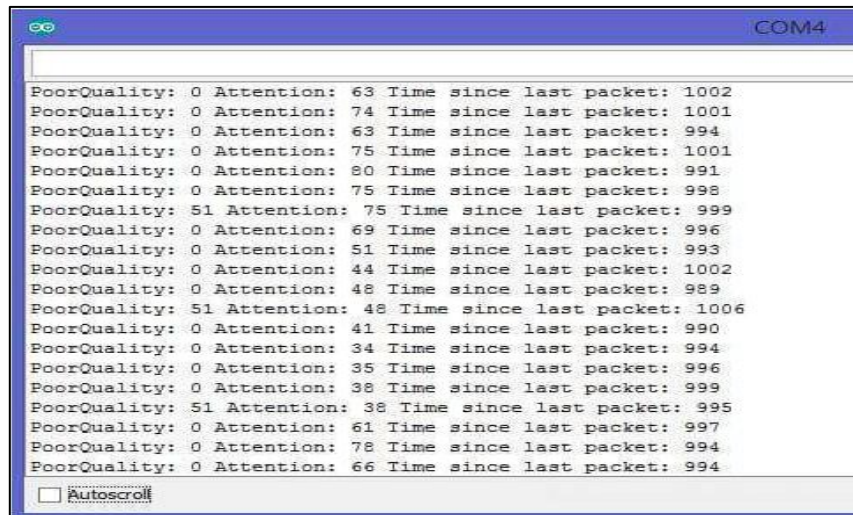 COM4
PoorQuality: 0 Attention: 63 Time since last packet: 1002
PoorQuality: 0 Attention: 74 Time since last packet: 1001
PoorQuality: 0 Attention: 63 Time since last packet: 994
PoorQuality: 0 Attention: 75 Time since last packet: 1001
PoorQuality: 0 Attention: 80 Time since last packet: 991
PoorQuality: 0 Attention: 75 Time since last packet: 998
PoorQuality: 51 Attention: 75 Time since last packet: 999
PoorQuality: 0 Attention: 69 Time since last packet: 996
PoorQuality: 0 Attention: 51 Time since last packet: 993
PoorQuality: 0 Attention: 44 Time since last packet: 1002
PoorQuality: 0 Attention: 48 Time since last packet: 989
PoorQuality: 51 Attention: 48 Time since last packet: 1006
PoorQuality: 0 Attention: 41 Time since last packet: 990
PoorQuality: 0 Attention: 34 Time since last packet: 994
PoorQuality: 0 Attention: 35 Time since last packet: 996
PoorQuality: 0 Attention: 38 Time since last packet: 999
PoorQuality: 51 Attention: 38 Time since last packet: 995
PoorQuality: 0 Attention: 61 Time since last packet: 997
PoorQuality: 0 Attention: 78 Time since last packet: 994
PoorQuality: 0 Attention: 66 Time since last packet: 994
Autoscroll